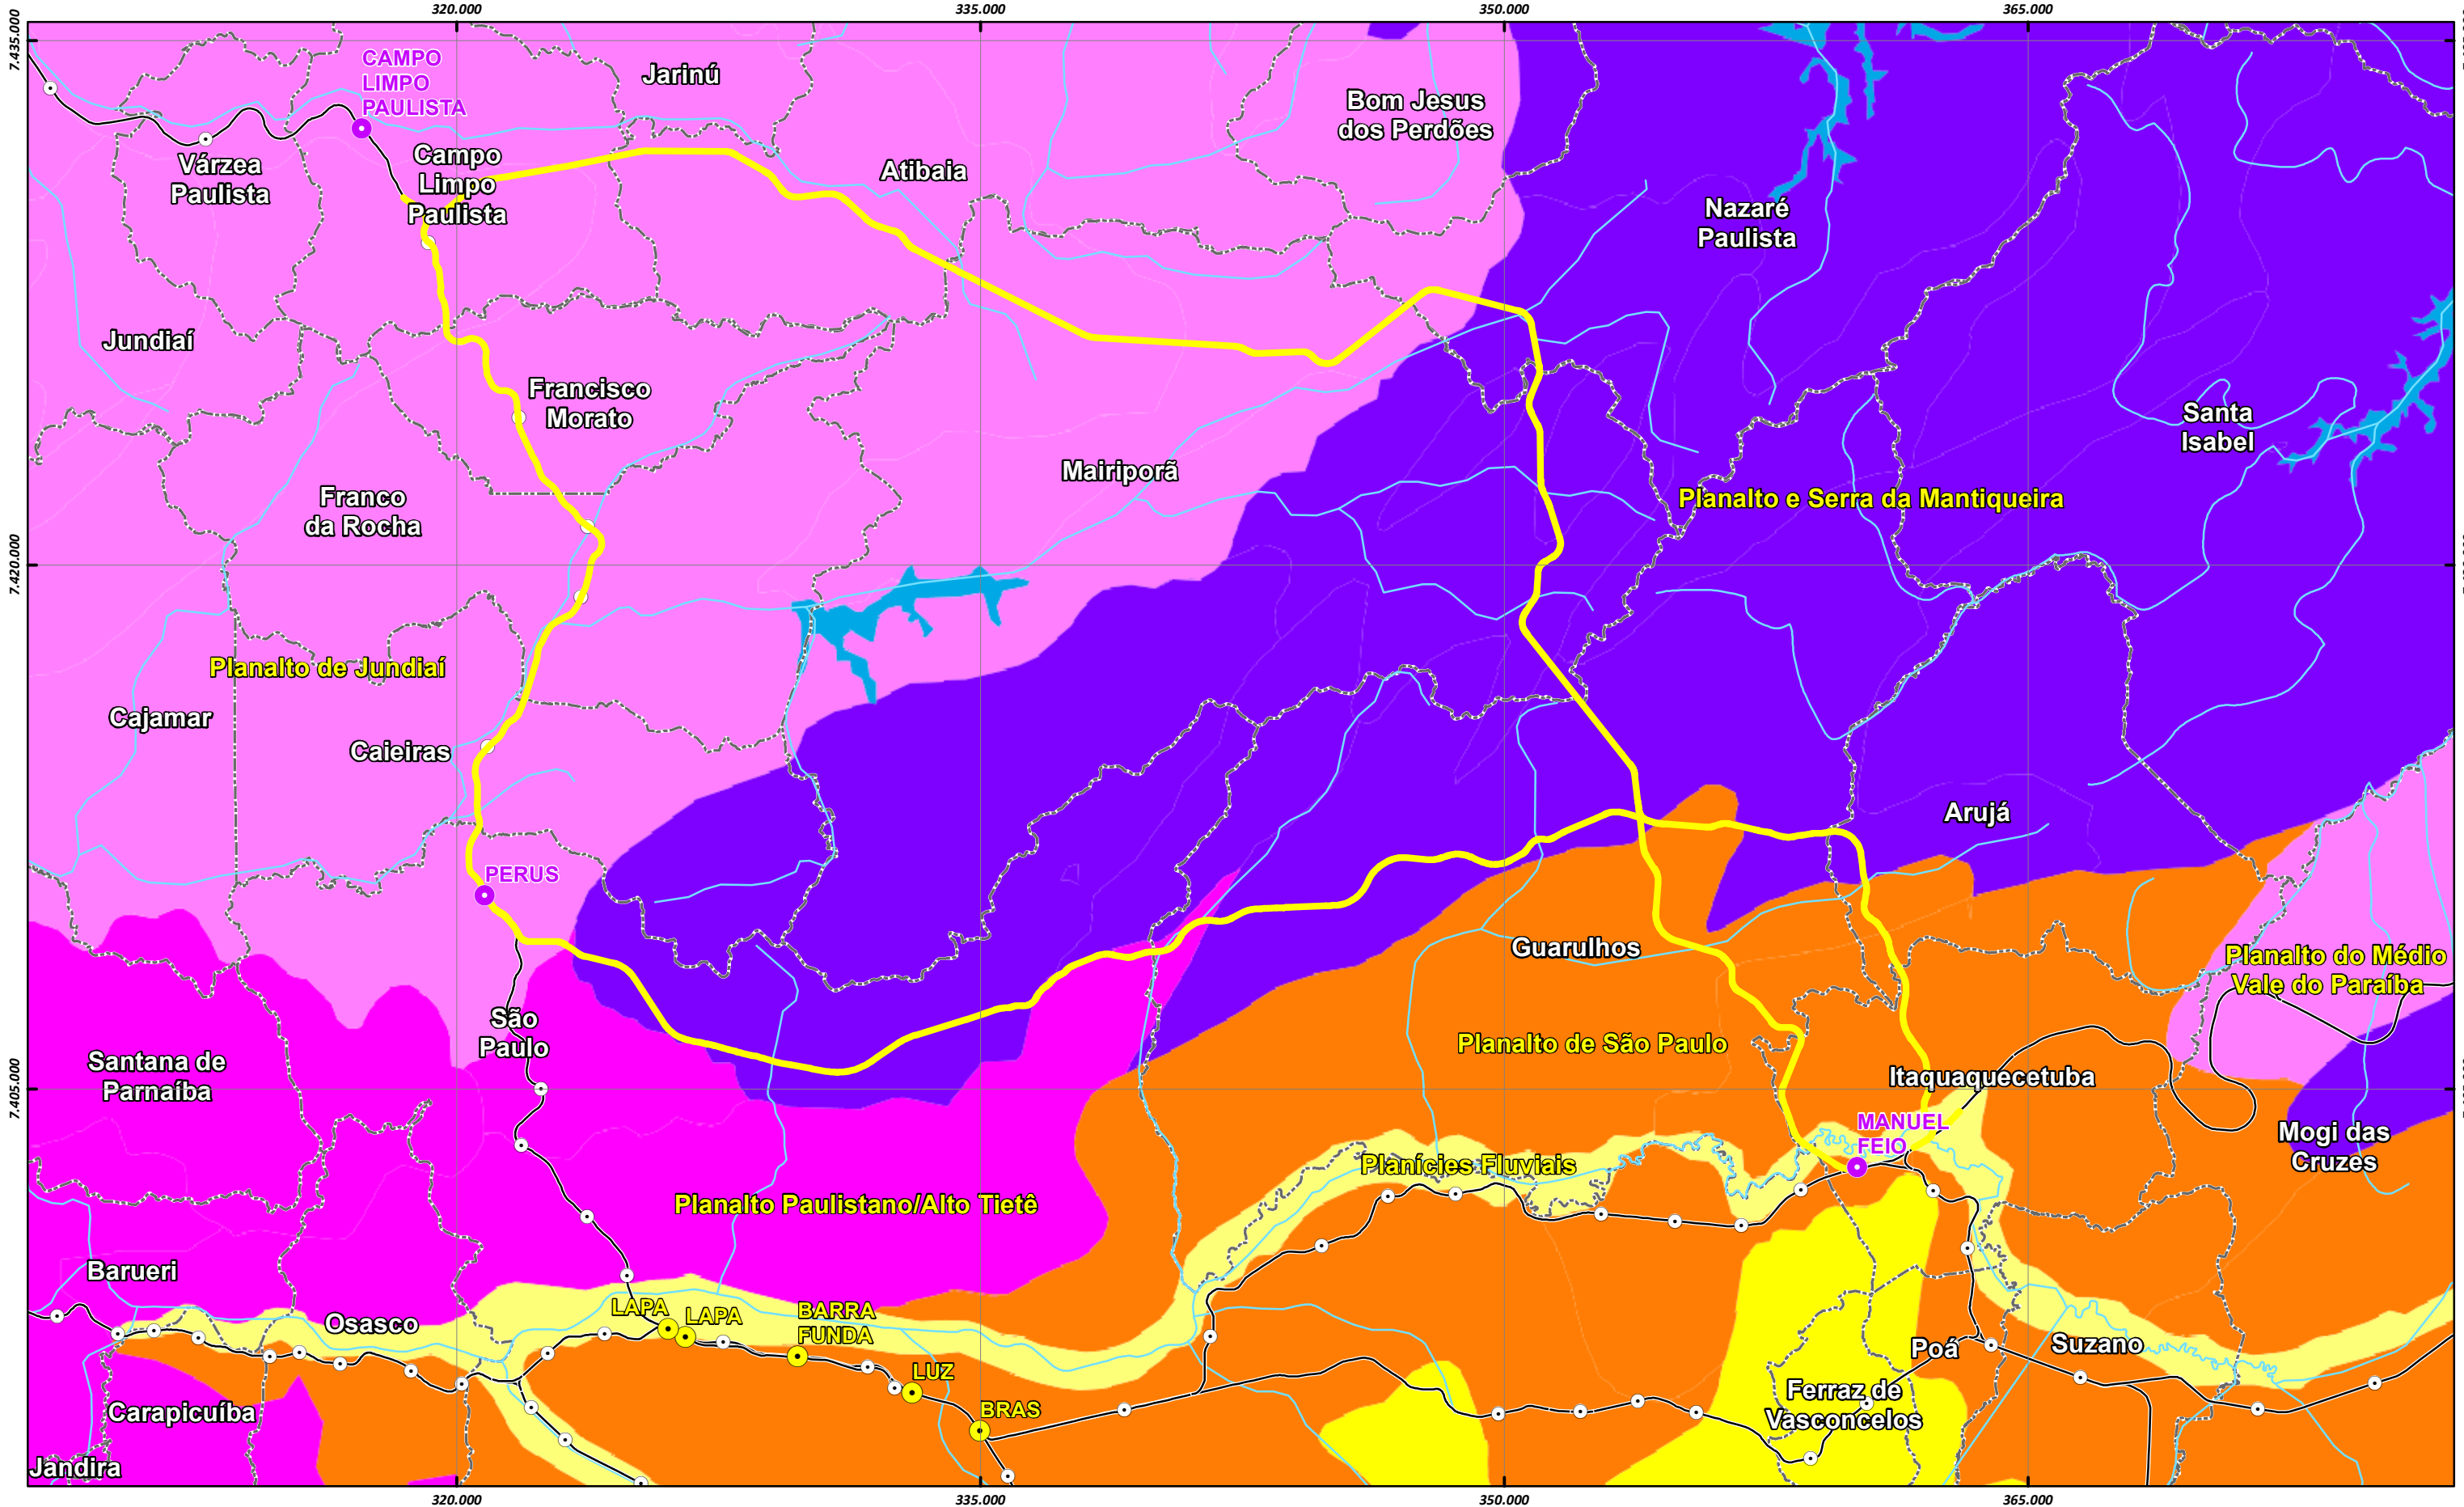 320.000
335.000
350.000
365.000
7.435.000
CAMPO
LIMPO
PAULISTA
Jarinú
Bom Jesus
dos Perdões
Várzea
Paulista
Campo
Limpo
Paulista
Atibaia
Nazaré
Paulista
Jundiaí
Francisco
Morato
Santa
Isabel
Mairiporã
Franco
da Rocha
Planalto e Serra da Mantiqueira
7.420.000
Planalto de Jundiaí
Cajamar
Caieiras
Arujá
PERUS
Guarulhos
Planalto do Médio
Vale do Paraíba
São
Paulo
Planalto de São Paulo
Santana de
Parnaíba
Itaquaquecetuba
7.405.000
MANUEL
FEIO
Mogi das
Cruzes
Planícies Fluviais
Planalto Paulistano/Alto Tietê
Barueri
Osasco
LAPA
LAPA
BARRA
FUNDA
Poá
Suzano
LUZ
Ferraz de
Vasconcelos
Carapicuíba
BRAS
Jandira
320.000
335.000
350.000
365.000